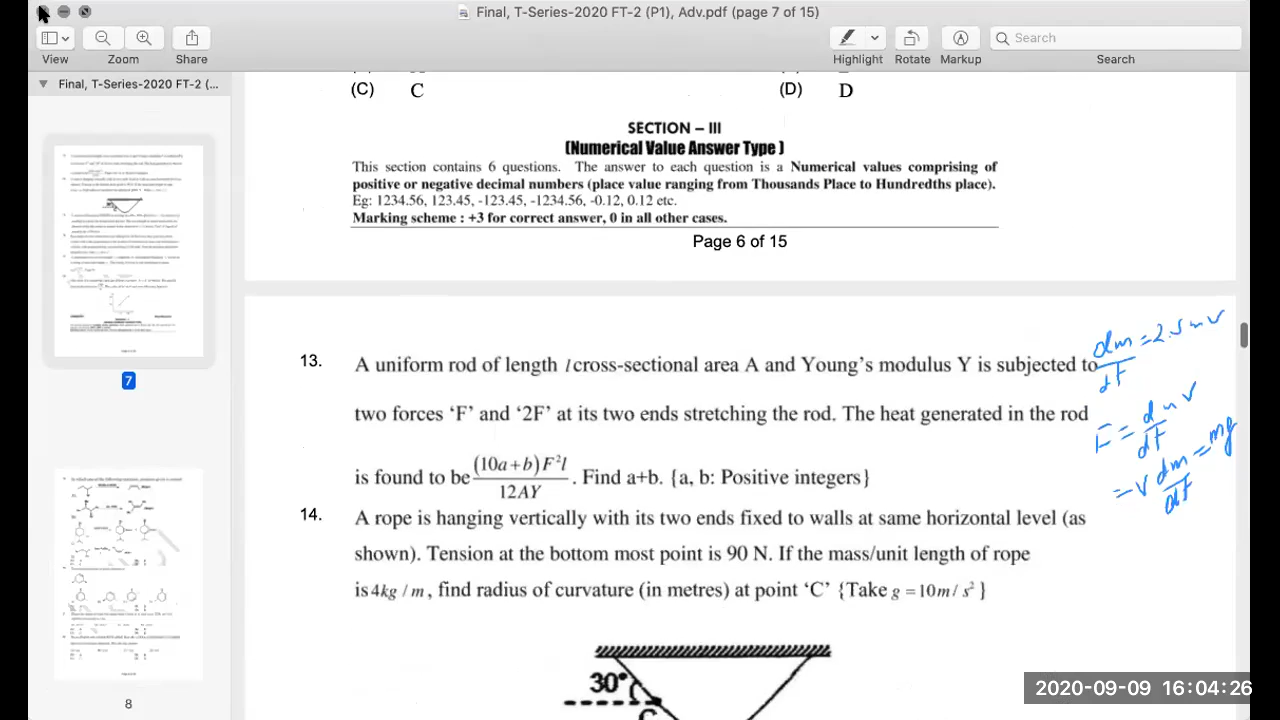 Final, T-Series-2020 FT-2 (P1), Adv.pdf (page 7 of 15)
View
Zoom
Share
Highlight
Rotate
Markup
Search
Search
Final, T-Series-2020 FT-2 (...
7
8
(C) C (D) D
SECTION – III
(Numerical Value Answer Type )
This section contains 6 questions. The answer to each question is a numerical values comprising of
positive or negative decimal numbers (place value ranging from Thousands Place to Hundredths place).
Eg: 1234.56, 123.45, -123.45, -1234.56, -0.12, 0.12 etc.
Marking scheme : +3 for correct answer, 0 in all other cases.
Page 6 of 15
13. A uniform rod of length l cross-sectional area A and Young's modulus Y is subjected to
two forces 'F' and '2F' at its two ends stretching the rod. The heat generated in the rod
is found to be (10a+b)F²l / 12AY . Find a+b. {a, b: Positive integers}
14. A rope is hanging vertically with its two ends fixed to walls at same horizontal level (as
shown). Tension at the bottom most point is 90 N. If the mass/unit length of rope
is 4kg / m, find radius of curvature (in metres) at point 'C' {Take g = 10m / s² }
30°
C
2020-09-09 16:04:26